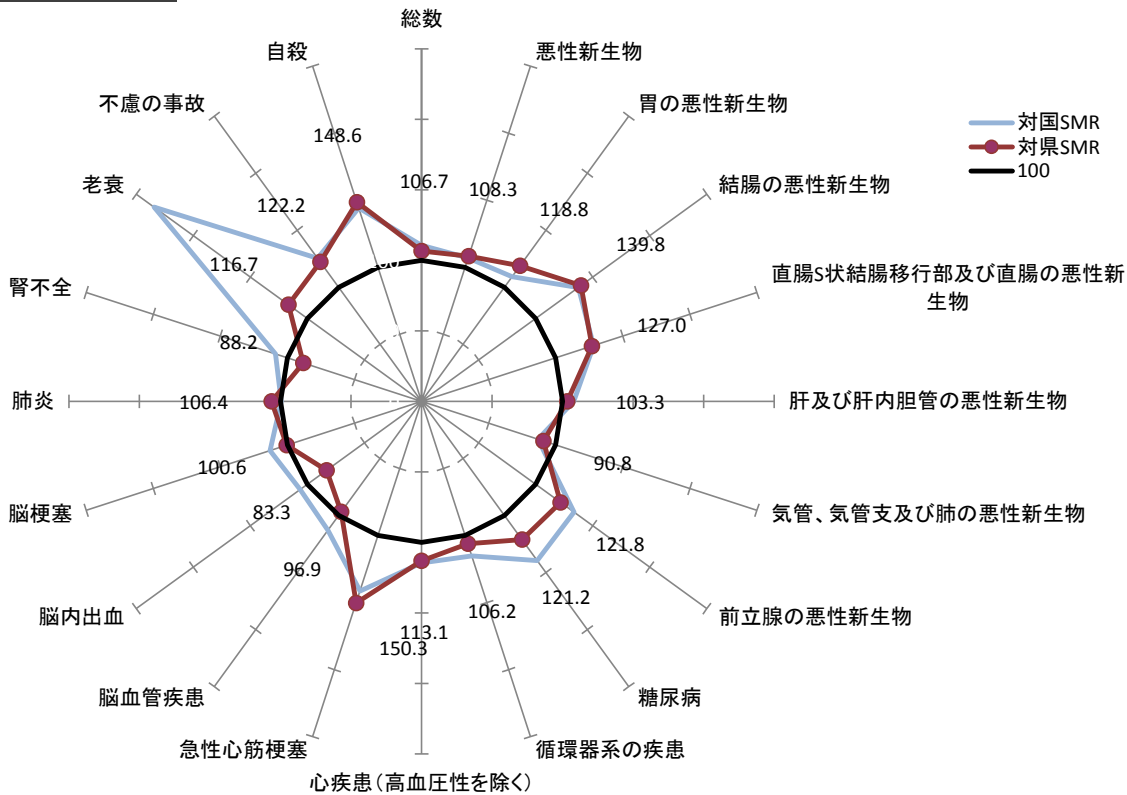 総数
自殺
悪性新生物
不慮の事故
胃の悪性新生物
対国SMR
対県SMR
100
148.6
老衰
106.7
108.3
結腸の悪性新生物
122.2
118.8
139.8
116.7
100
直腸S状結腸移行部及び直腸の悪性新
生物
腎不全
88.2
127.0
肺炎
106.4
103.3
肝及び肝内胆管の悪性新生物
100.6
90.8
脳梗塞
83.3
気管、気管支及び肺の悪性新生物
121.8
96.9
121.2
脳内出血
106.2
前立腺の悪性新生物
113.1
150.3
脳血管疾患
糖尿病
急性心筋梗塞
循環器系の疾患
心疾患(高血圧性を除く)